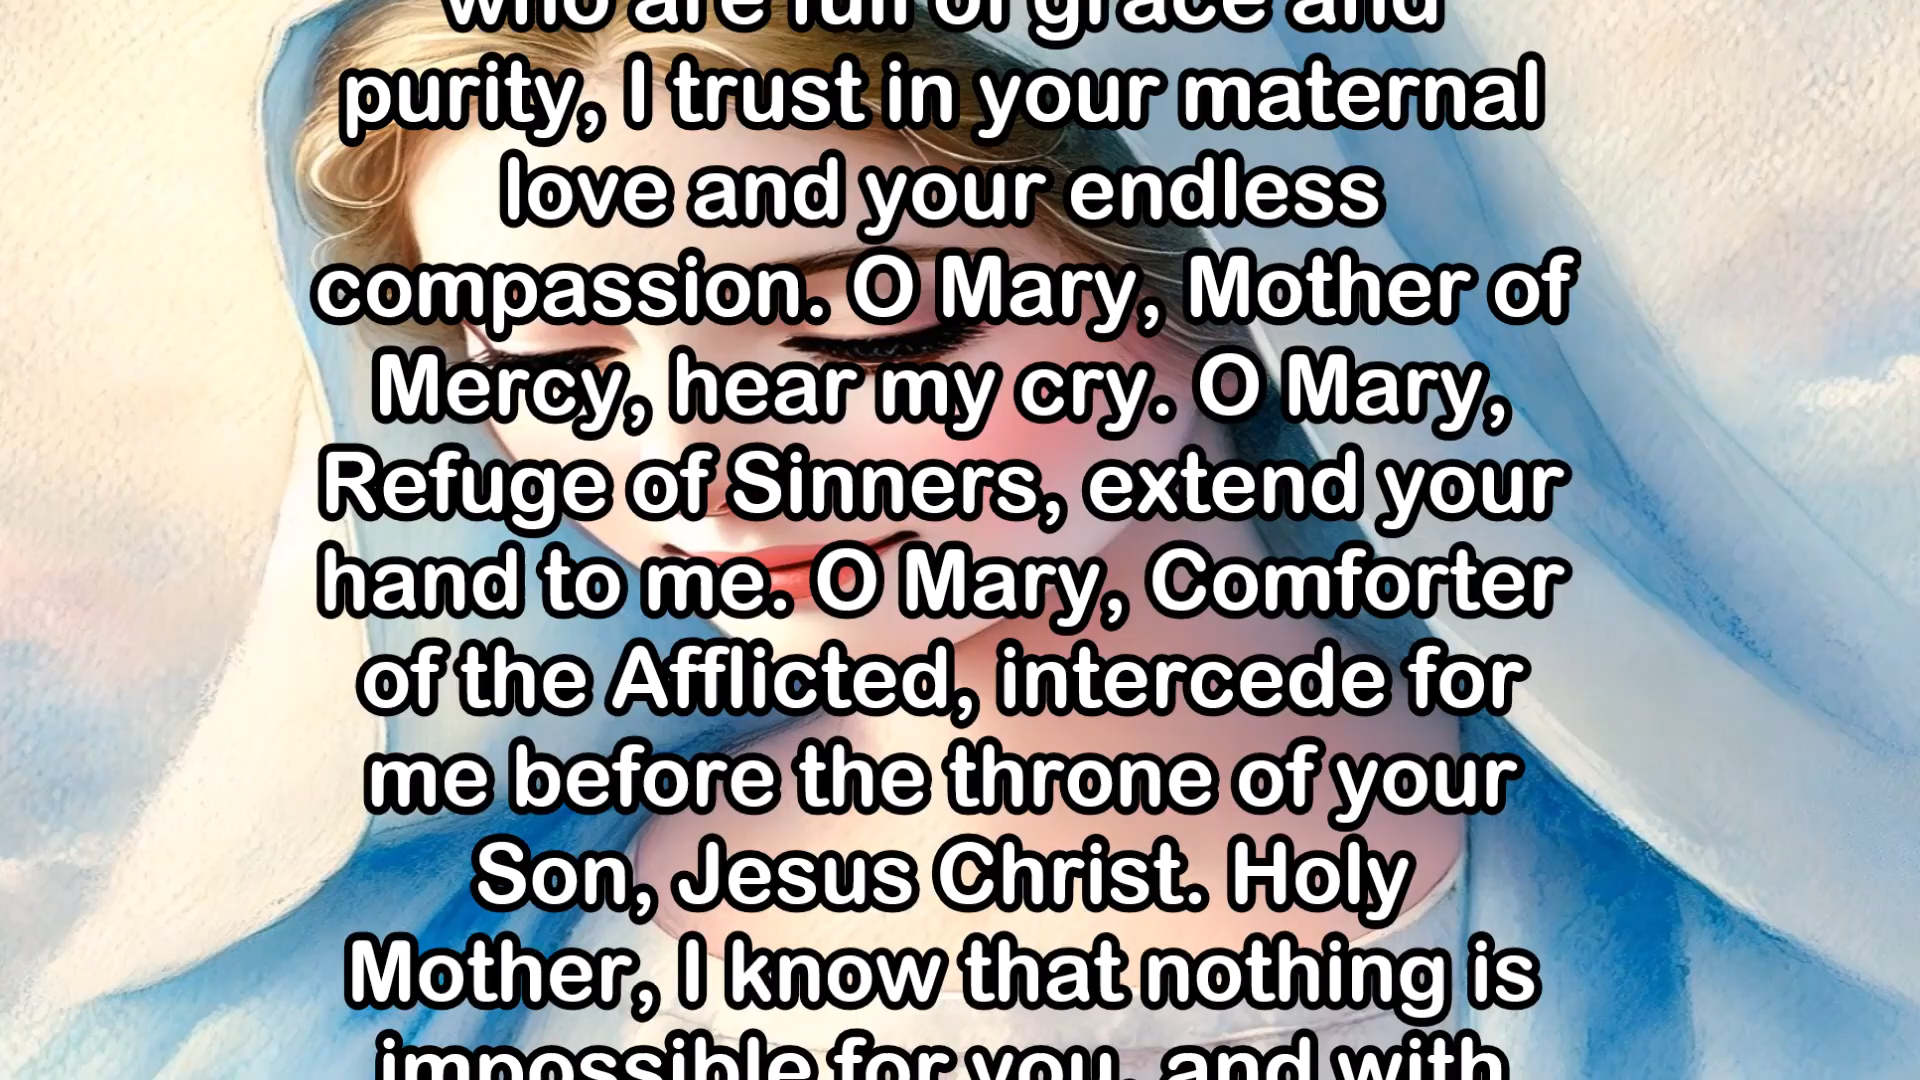 who are full of grace and
purity, I trust in your maternal
love and your endless
compassion. O Mary, Mother of
Mercy, hear my cry. O Mary,
Refuge of Sinners, extend your
hand to me. O Mary, Comforter
of the Afflicted, intercede for
me before the throne of your
Son, Jesus Christ. Holy
Mother, I know that nothing is
impossible for you, and with